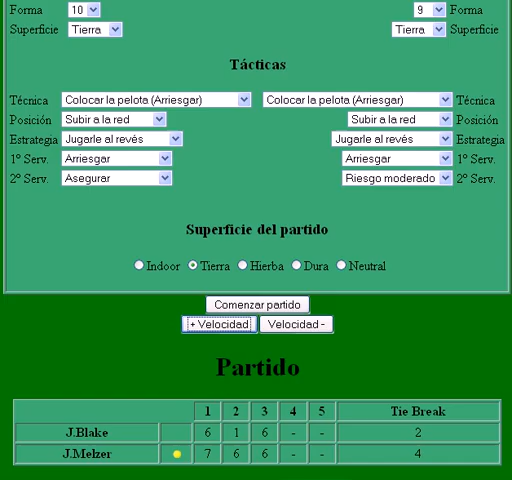 Forma 10 9 Forma
Superficie Tierra Tierra Superficie
Tácticas
Técnica Colocar la pelota (Arriesgar) Colocar la pelota (Arriesgar) Técnica
Posición Subir a la red Subir a la red Posición
Estrategia Jugarle al revés Jugarle al revés Estrategia
1º Serv. Arriesgar Arriesgar 1º Serv.
2º Serv. Asegurar Riesgo moderado 2º Serv.
Superficie del partido
Indoor Tierra Hierba Dura Neutral
Comenzar partido
+ Velocidad Velocidad -
Partido
1 2 3 4 5 Tie Break
J.Blake 6 1 6 - - 2
J.Melzer 7 6 6 - - 4